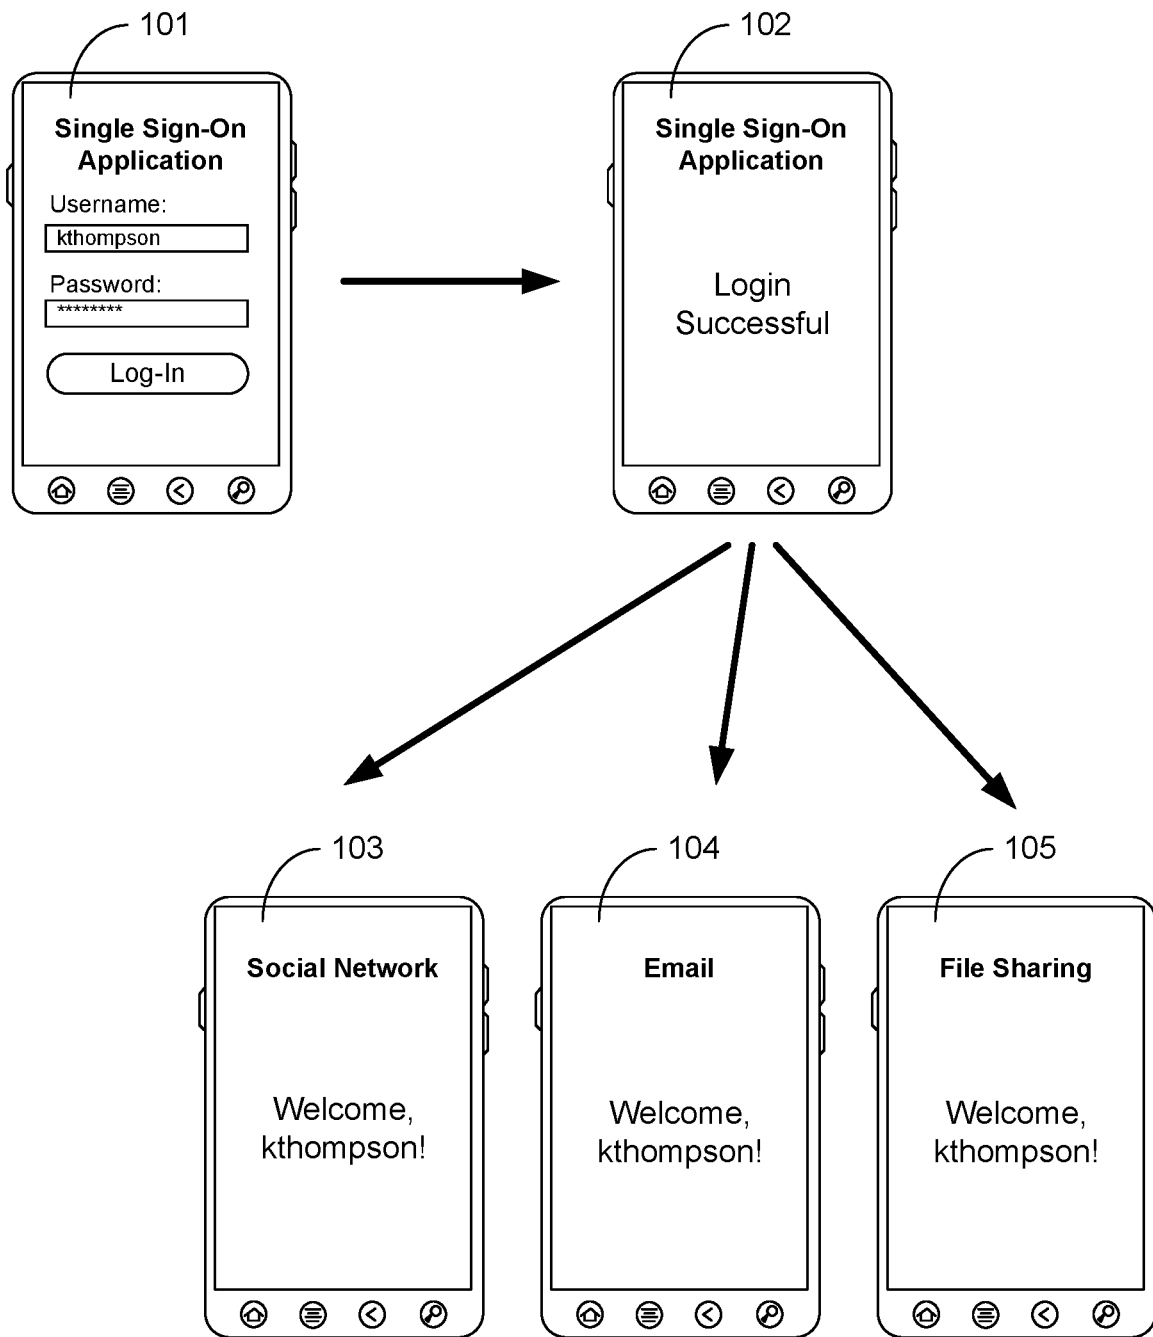 101
Single Sign-On
Application
Username:
kthompson
Password:
********
Log-In
102
Single Sign-On
Application
Login
Successful
103
Social Network
Welcome,
kthompson!
104
Email
Welcome,
kthompson!
105
File Sharing
Welcome,
kthompson!